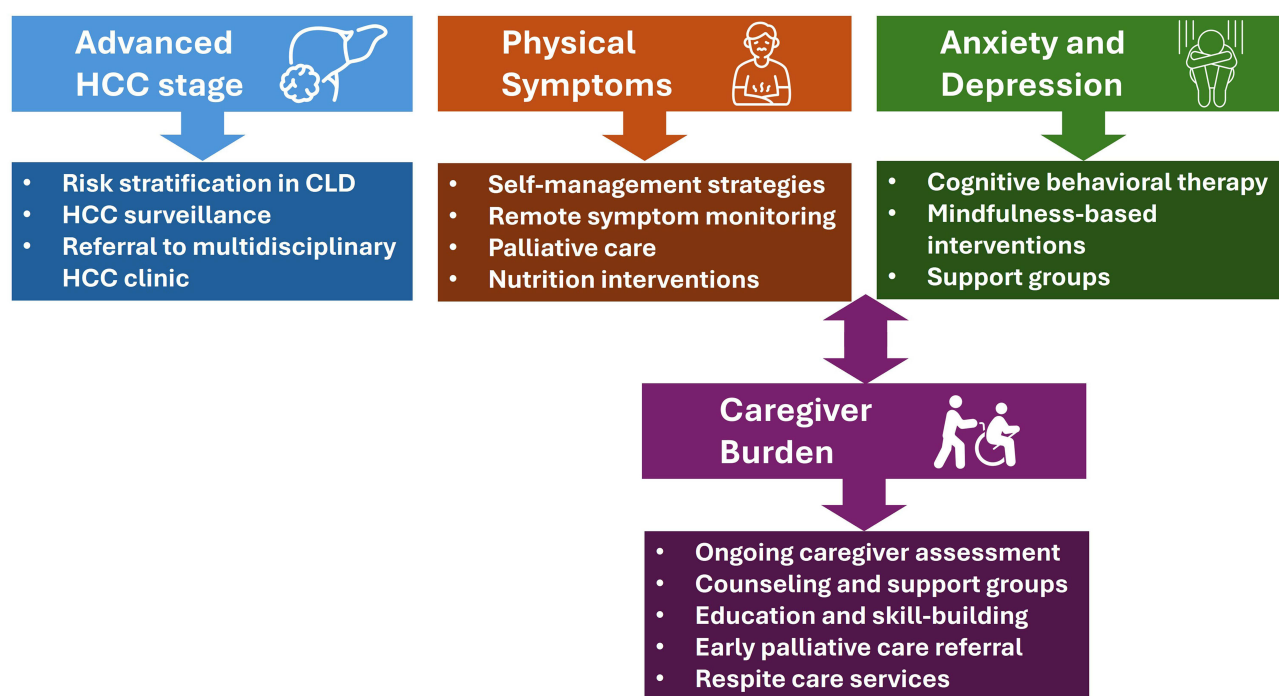 Advanced
HCC stage
• Risk stratification in CLD
• HCC surveillance
• Referral to multidisciplinary
HCC clinic
Physical
Symptoms
• Self-management strategies
• Remote symptom monitoring
• Palliative care
• Nutrition interventions
Anxiety and
Depression
• Cognitive behavioral therapy
• Mindfulness-based
interventions
• Support groups
Caregiver
Burden
• Ongoing caregiver assessment
• Counseling and support groups
• Education and skill-building
• Early palliative care referral
• Respite care services